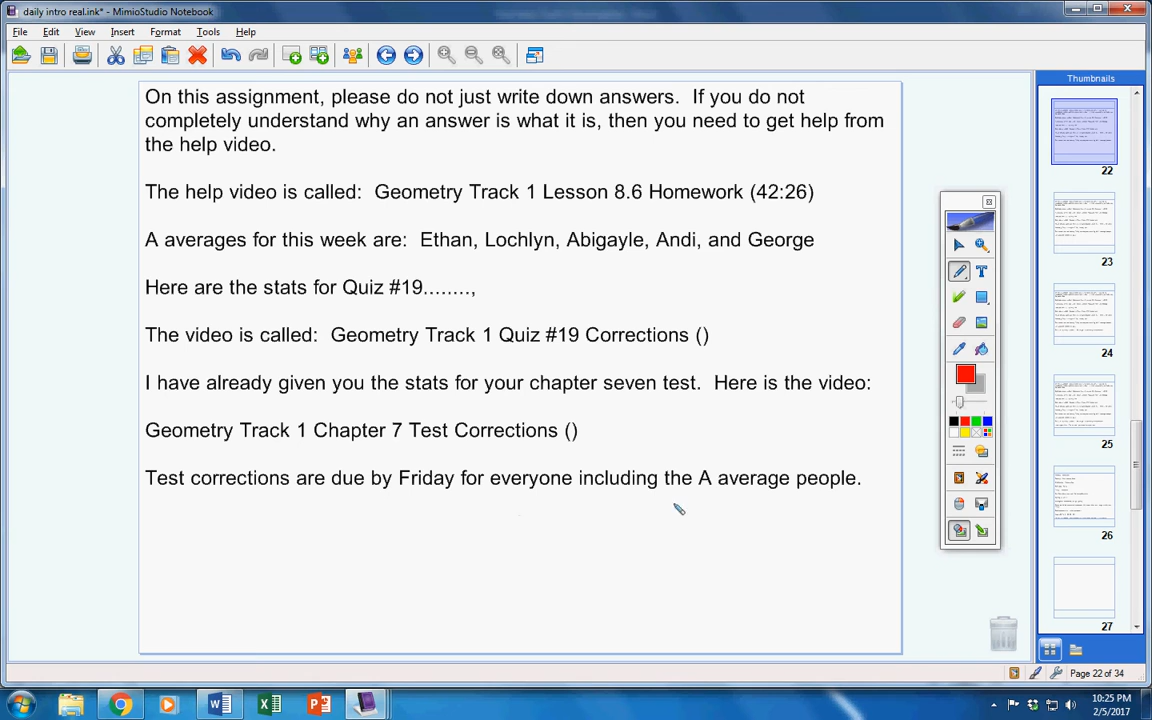 daily intro real.ink* - MimioStudio Notebook
File Edit View Insert Format Tools Help
On this assignment, please do not just write down answers.  If you do not
completely understand why an answer is what it is, then you need to get help from
the help video.
The help video is called:  Geometry Track 1 Lesson 8.6 Homework (42:26)
A averages for this week are:  Ethan, Lochlyn, Abigayle, Andi, and George
Here are the stats for Quiz #19........,
The video is called:  Geometry Track 1 Quiz #19 Corrections ()
I have already given you the stats for your chapter seven test.  Here is the video:
Geometry Track 1 Chapter 7 Test Corrections ()
Test corrections are due by Friday for everyone including the A average people.
Thumbnails
22
23
24
25
26
27
Page 22 of 34
10:25 PM
2/5/2017